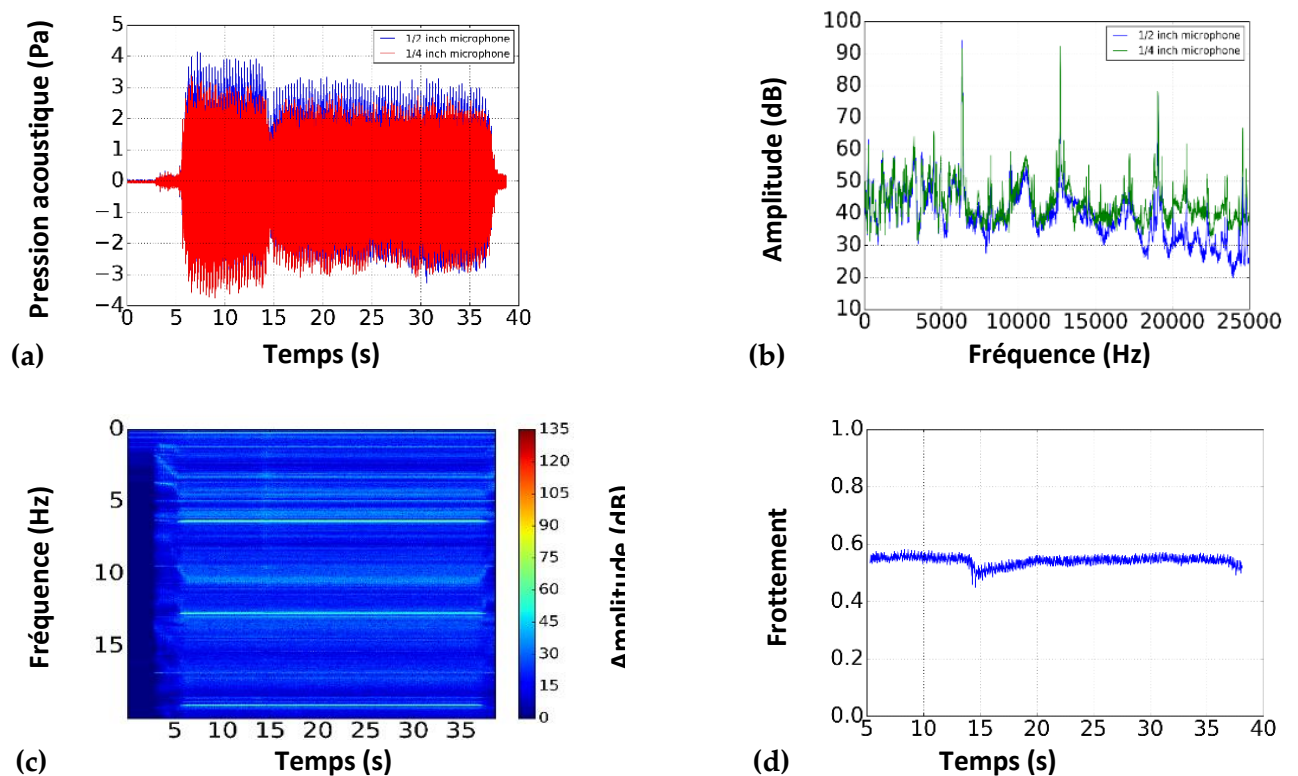 5
4
3
2
1
0
−1
−2
−3
−4
0 5 10 15 20 25 30 35 40
Pression acoustique (Pa)
1/2 inch microphone
1/4 inch microphone
Temps (s)
(a)
100
90
80
70
60
50
40
30
20
10
0 5000 10000 15000 20000 25000
Amplitude (dB)
1/2 inch microphone
1/4 inch microphone
Fréquence (Hz)
(b)
0
5
10
15
5 10 15 20 25 30 35
Fréquence (Hz)
135
120
105
90
75
60
45
30
15
0
Amplitude (dB)
Temps (s)
(c)
1.0
0.8
0.6
0.4
0.2
0.0
5 10 15 20 25 30 35 40
Frottement
Temps (s)
(d)